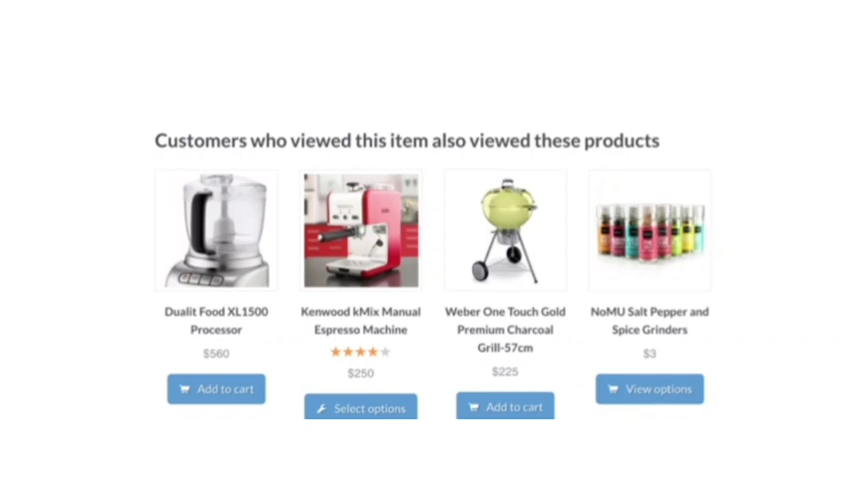 Customers who viewed this item also viewed these products
Dualit Food XL1500
Processor
$560
Add to cart
Kenwood kMix Manual
Espresso Machine
$250
Select options
Weber One Touch Gold
Premium Charcoal
Grill-57cm
$225
Add to cart
NoMU Salt Pepper and
Spice Grinders
$3
View options